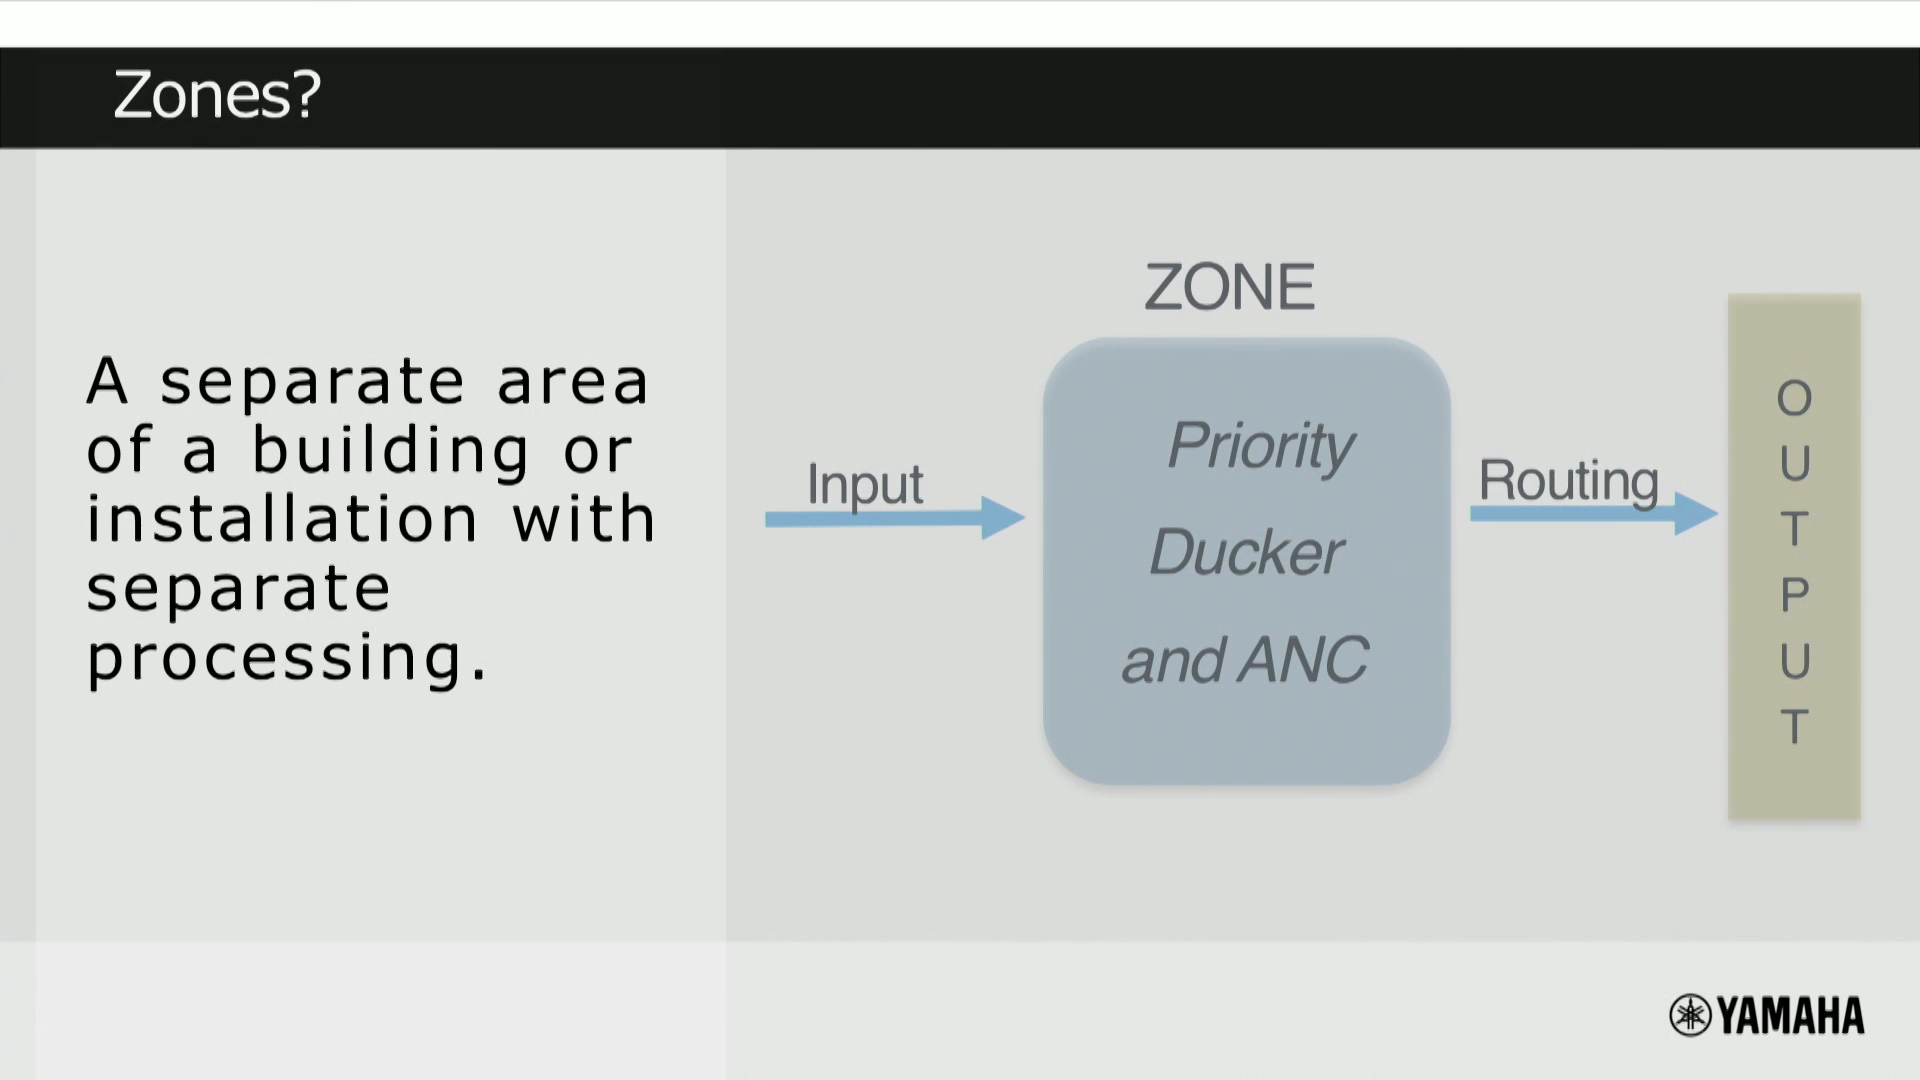 Zones?
A separate area
of a building or
installation with
separate
processing.
ZONE
Input
Priority
Ducker
and ANC
Routing
O
U
T
P
U
T
YAMAHA